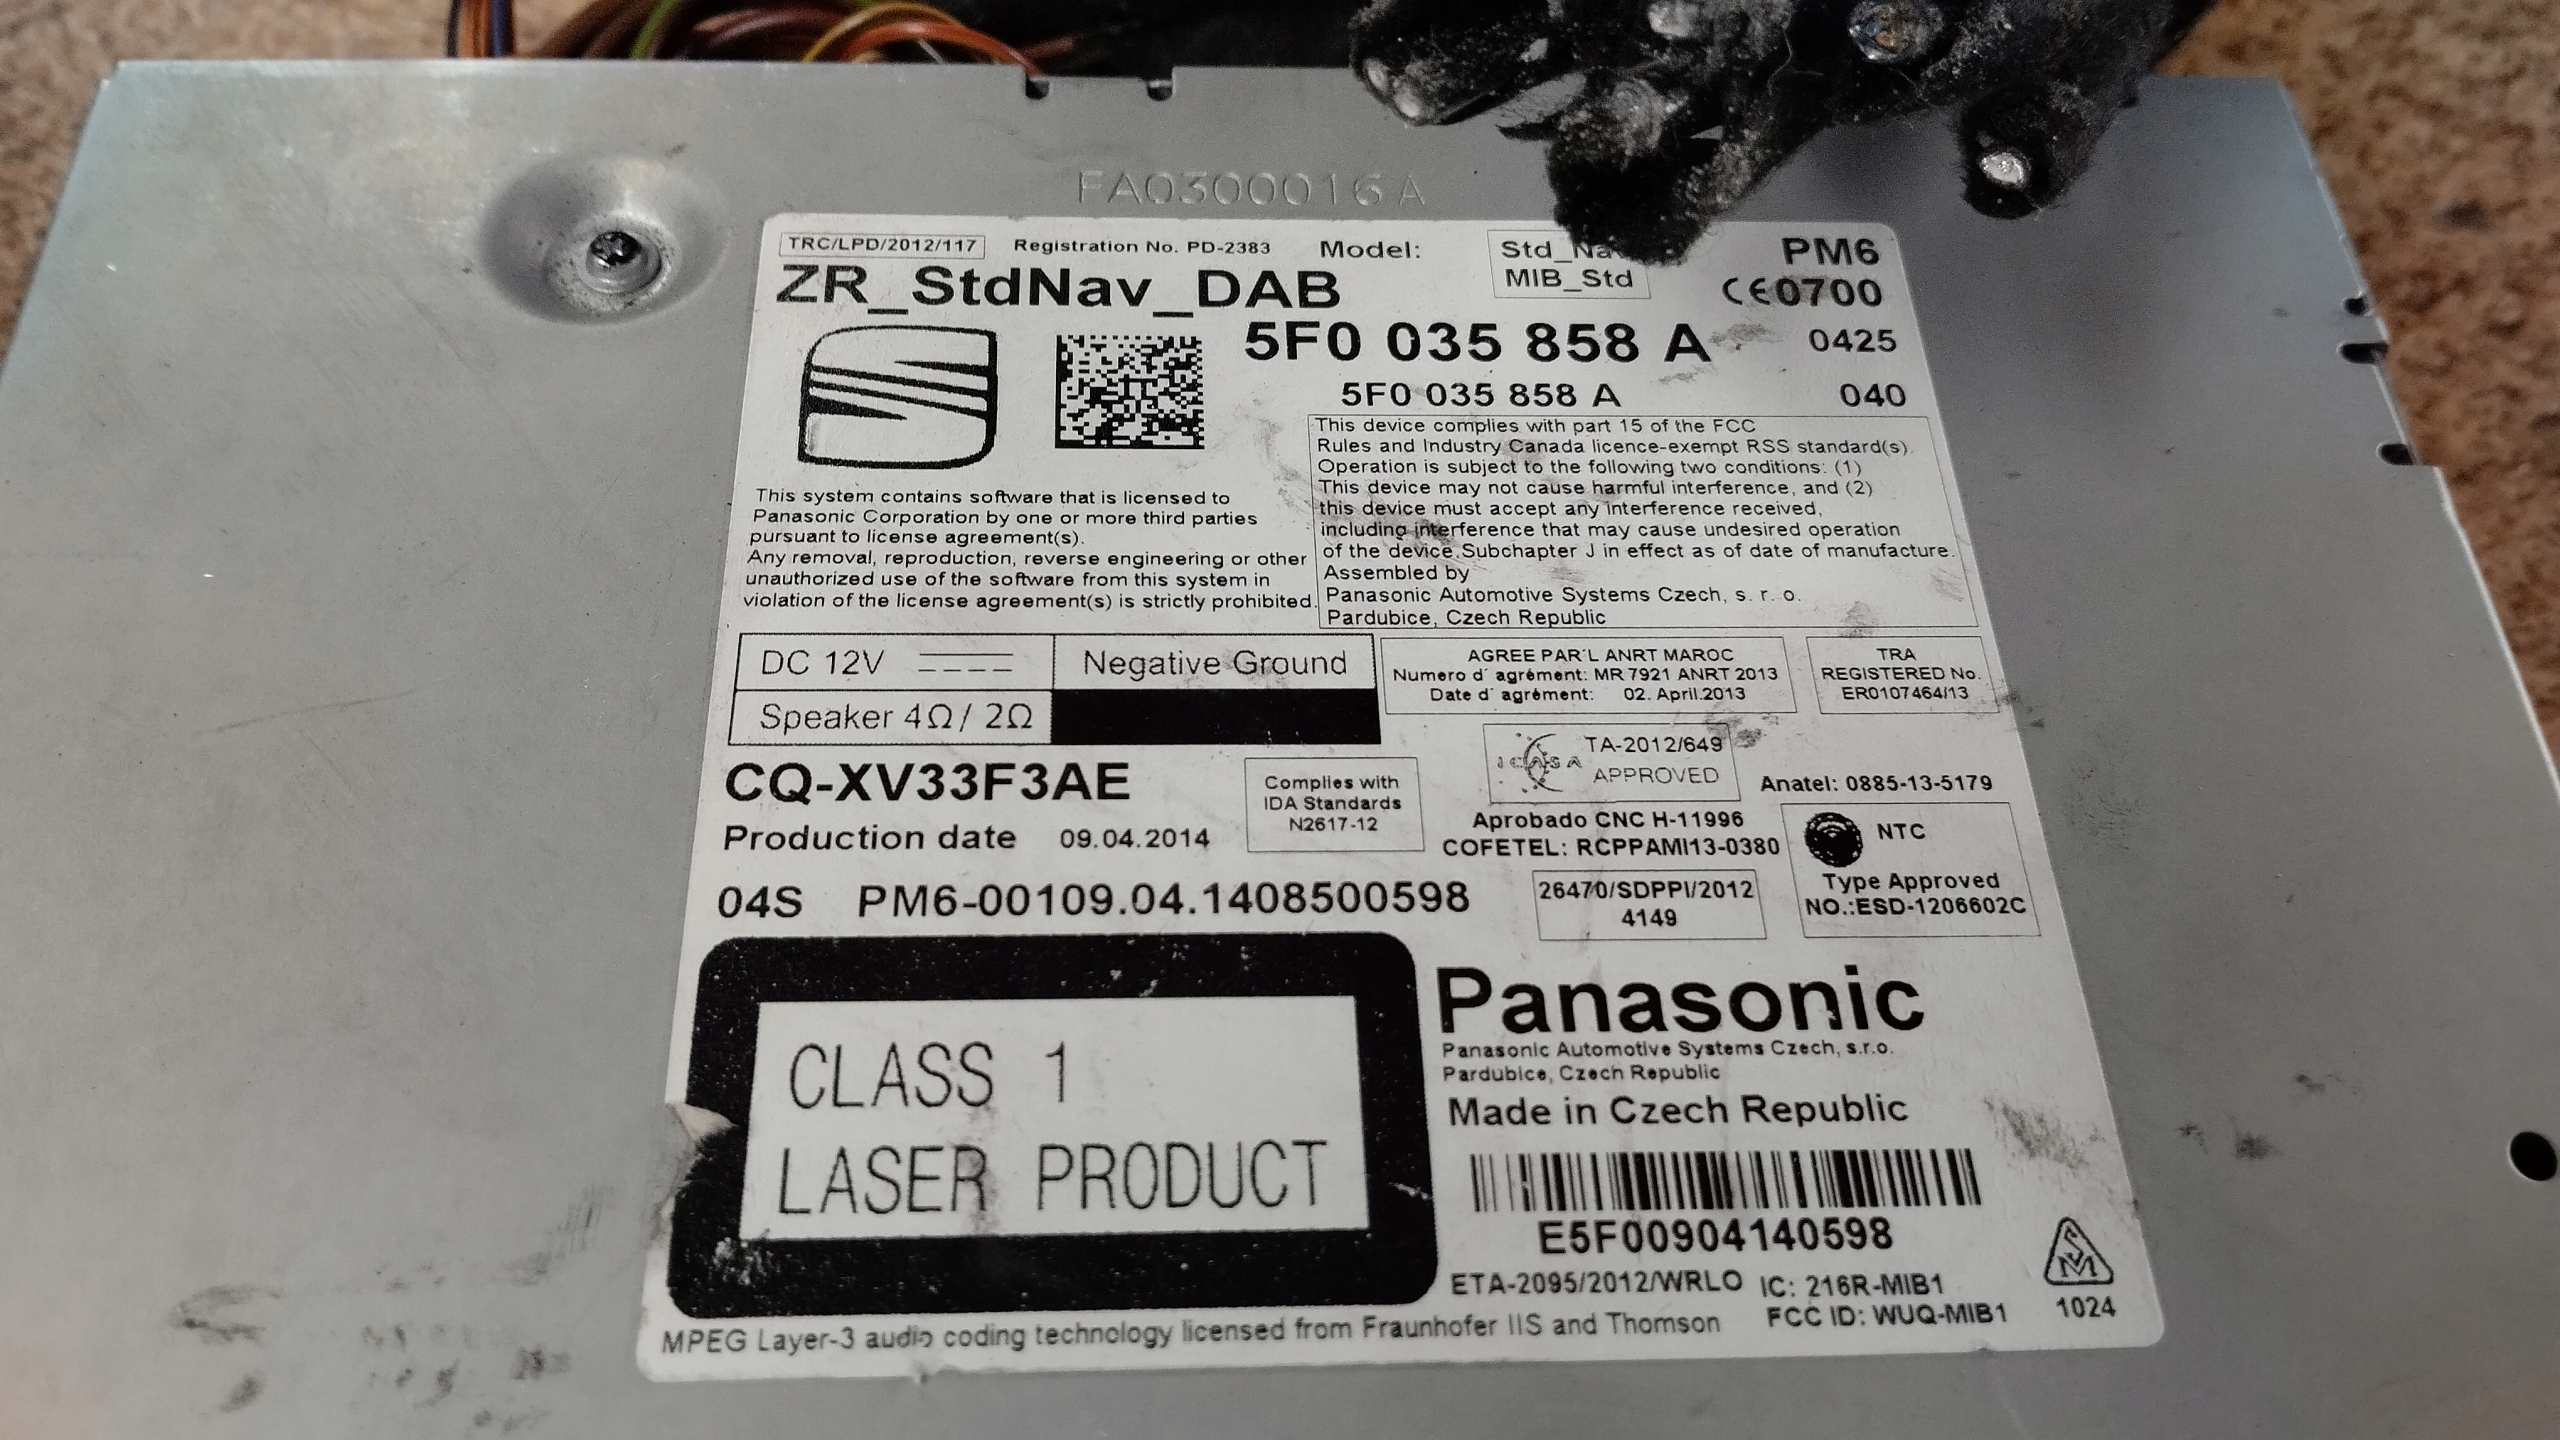 FA0300016A
TRC/LPD/2012/117 Registration No. PD-2383 Model:
Std_
MIB_Std
PM6
ZR_StdNav_DAB
CE0700
5F0 035 858 A
0425
5F0 035 858 A
040
This system contains software that is licensed to
Panasonic Corporation by one or more third parties
pursuant to license agreement(s).
Any removal, reproduction, reverse engineering or other
unauthorized use of the software from this system in
violation of the license agreement(s) is strictly prohibited.
This device complies with part 15 of the FCC
Rules and Industry Canada licence-exempt RSS standard(s).
Operation is subject to the following two conditions: (1)
This device may not cause harmful interference, and (2)
this device must accept any interference received,
including interference that may cause undesired operation
of the device.Subchapter J in effect as of date of manufacture.
Assembled by
Panasonic Automotive Systems Czech, s. r. o.
Pardubice, Czech Republic
DC 12V
Negative Ground
Speaker 4Ω/ 2Ω
AGREE PAR'L ANRT MAROC
Numero d´ agrément: MR 7921 ANRT 2013
Date d´ agrément: 02. April.2013
TRA
REGISTERED No.
ER0107464/13
CQ-XV33F3AE
Complies with
IDA Standards
N2617-12
ICASA
TA-2012/649
APPROVED
Anatel: 0885-13-5179
Production date 09.04.2014
Aprobado CNC H-11996
COFETEL: RCPPAMI13-0380
NTC
Type Approved
NO.:ESD-1206602C
04S PM6-00109.04.1408500598
26470/SDPPI/2012
4149
CLASS 1
LASER PRODUCT
Panasonic
Panasonic Automotive Systems Czech, s.r.o.
Pardubice, Czech Republic
Made in Czech Republic
E5F00904140598
ETA-2095/2012/WRLO IC: 216R-MIB1
FCC ID: WUQ-MIB1
1024
MPEG Layer-3 audio coding technology licensed from Fraunhofer IIS and Thomson